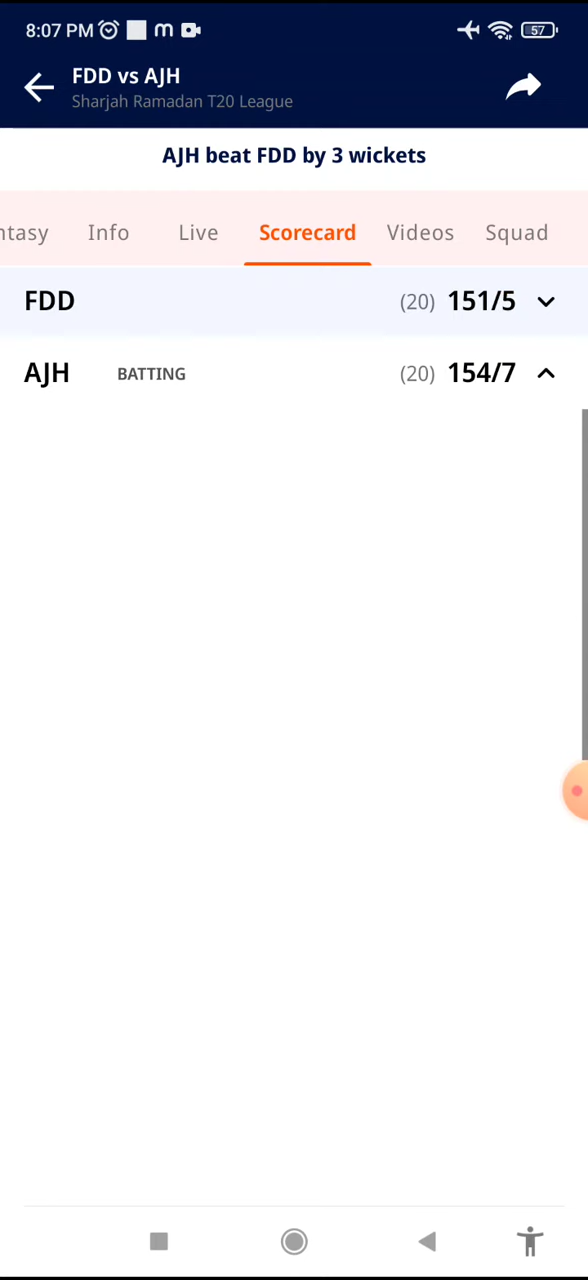 8:07 PM m 57
FDD vs AJH
Sharjah Ramadan T20 League
AJH beat FDD by 3 wickets
ntasy Info Live Scorecard Videos Squad
FDD (20) 151/5
AJH BATTING (20) 154/7